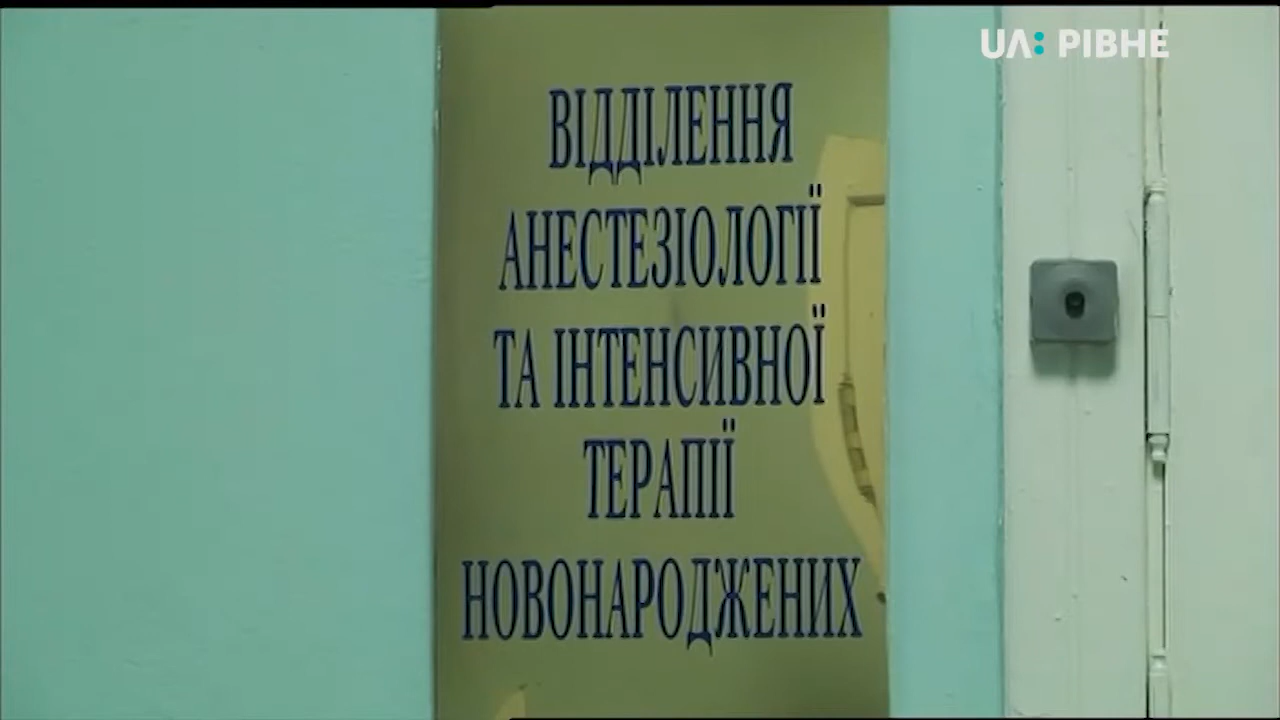 UA: РІВНЕ
ВІДДІЛЕННЯ
АНЕСТЕЗІОЛОГІЇ
ТА ІНТЕНСИВНОЇ
ТЕРАПІЇ
НОВОНАРОДЖЕНИХ